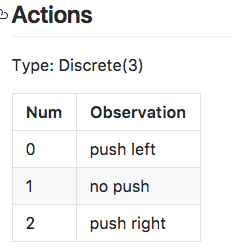 Actions
Type: Discrete(3)
Num Observation
0 push left
1 no push
2 push right